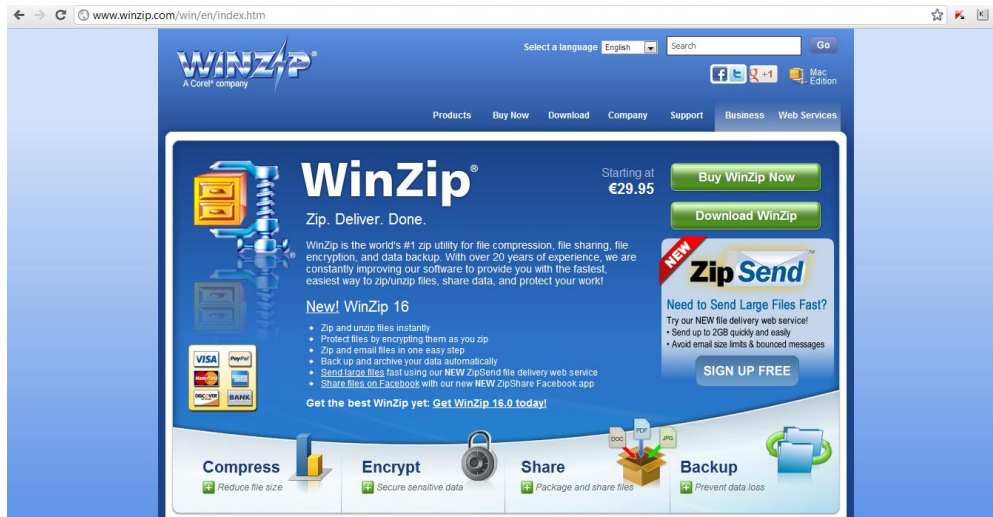 www.winzip.com/win/en/index.htm
WINZIP®
A Corel® company
Select a language English Search Go
f t g +1 Mac Edition
Products Buy Now Download Company Support Business Web Services
WinZip®
Starting at
€29.95
Buy WinZip Now
Download WinZip
Zip. Deliver. Done.
WinZip is the world's #1 zip utility for file compression, file sharing, file
encryption, and data backup. With over 20 years of experience, we are
constantly improving our software to provide you with the fastest,
easiest way to zip/unzip files, share data, and protect your work!
New! WinZip 16
• Zip and unzip files instantly
• Protect files by encrypting them as you zip
• Zip and email files in one easy step
• Back up and archive your data automatically
• Send large files fast using our NEW ZipSend file delivery web service
• Share files on Facebook with our new NEW ZipShare Facebook app
Get the best WinZip yet: Get WinZip 16.0 today!
NEW
Zip Send™
Need to Send Large Files Fast?
Try our NEW file delivery web service!
• Send up to 2GB quickly and easily
• Avoid email size limits & bounced messages
SIGN UP FREE
VISA PayPal
MasterCard
DISCOVER BANK
DOC PDF JPG
Compress
Reduce file size
Encrypt
Secure sensitive data
Share
Package and share files
Backup
Prevent data loss